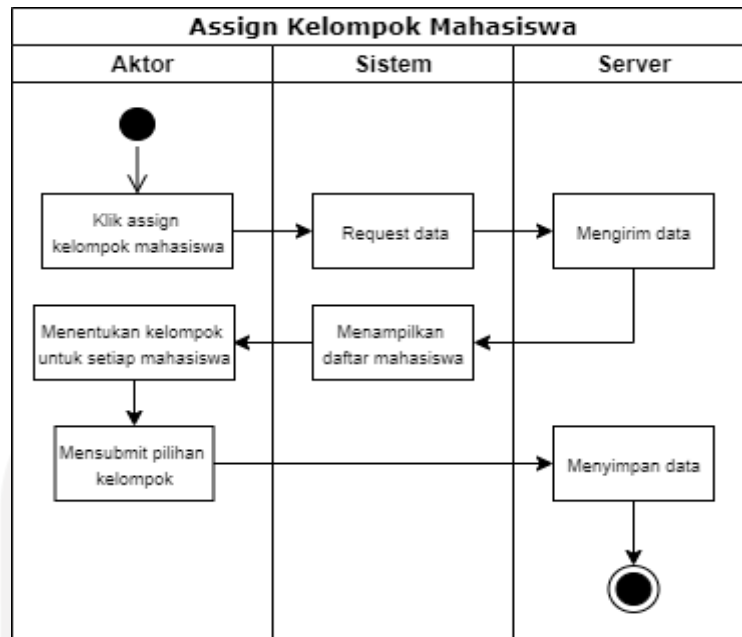 Assign Kelompok Mahasiswa
Aktor
Sistem
Server
Klik assign
kelompok mahasiswa
Request data
Mengirim data
Menampilkan
daftar mahasiswa
Menentukan kelompok
untuk setiap mahasiswa
Mensubmit pilihan
kelompok
Menyimpan data